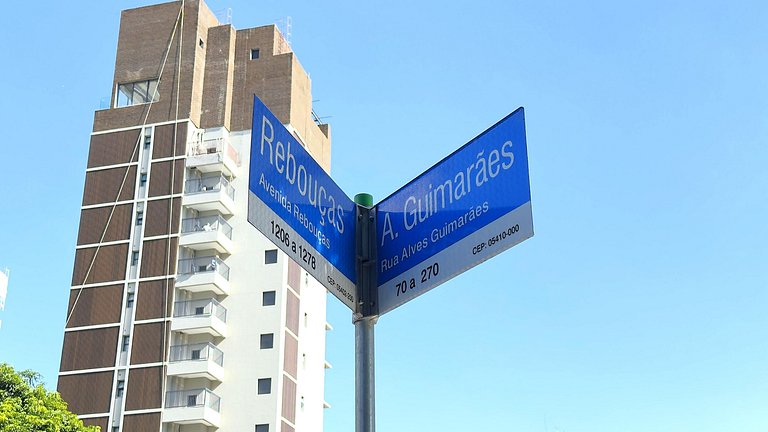 Rebouças
Avenida Rebouças
1206 a 1278
A. Guimarães
Rua Alves Guimarães
CEP: 05410-000
70 a 270